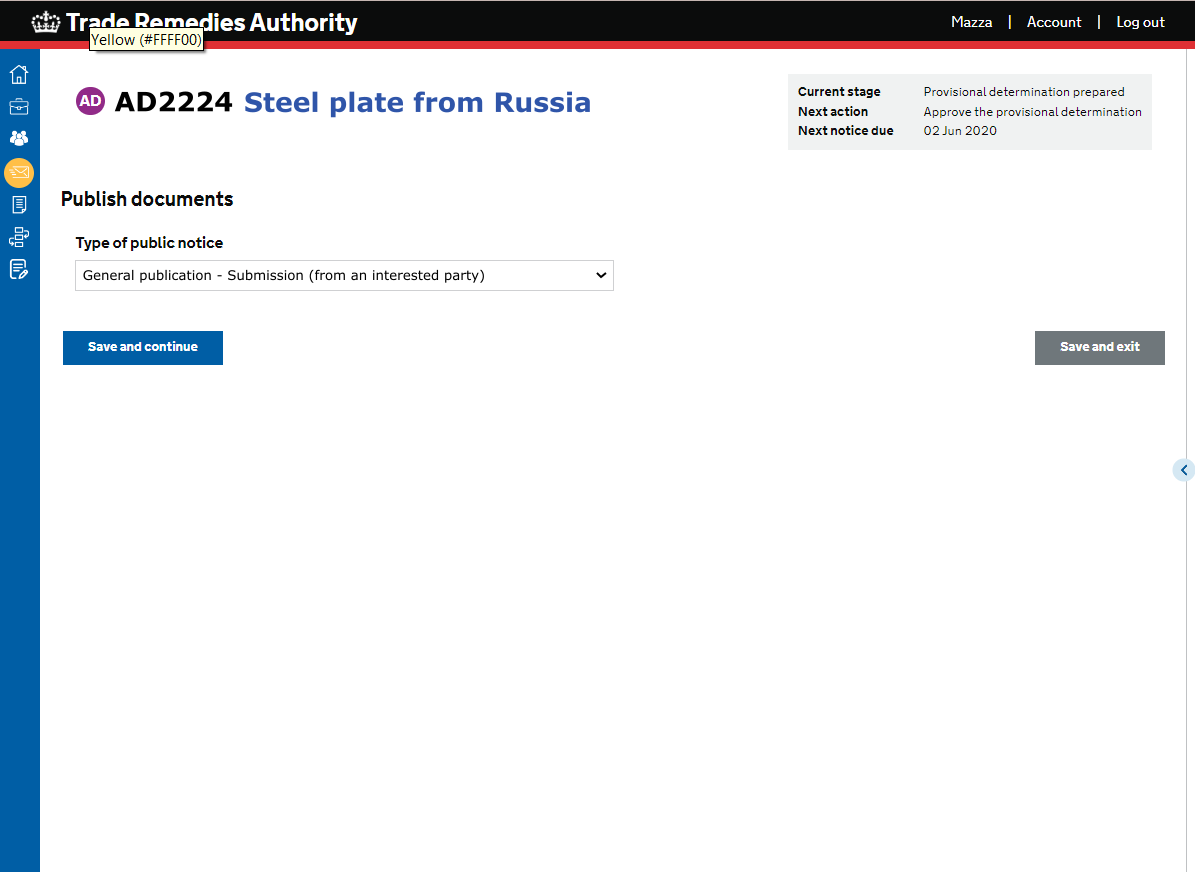 Trade Remedies Authority
Yellow (#FFFF00)
Mazza | Account | Log out
AD AD2224 Steel plate from Russia
Current stage Provisional determination prepared
Next action Approve the provisional determination
Next notice due 02 Jun 2020
Publish documents
Type of public notice
General publication - Submission (from an interested party)
Save and continue
Save and exit